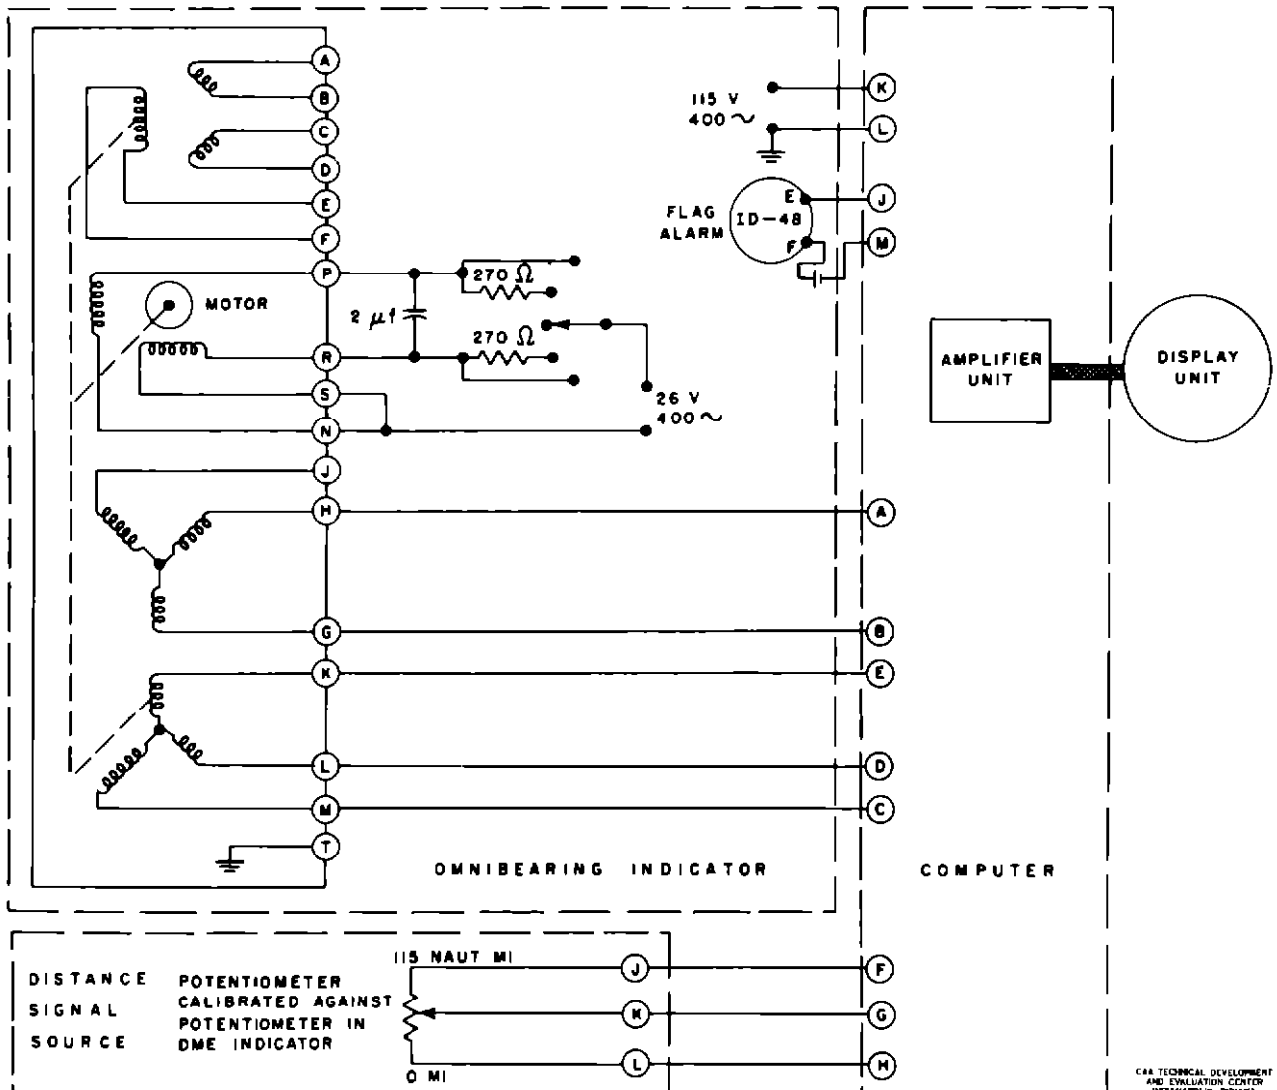 A
B
C
D
E
F
P
R
S
N
J
H
G
K
L
M
T
MOTOR
2 μf
270 Ω
270 Ω
26 V
400 ~
115 V
400 ~
FLAG
ALARM
E
ID-48
F
K
L
J
M
AMPLIFIER
UNIT
DISPLAY
UNIT
A
B
E
D
C
OMNIBEARING INDICATOR
COMPUTER
DISTANCE
SIGNAL
SOURCE
POTENTIOMETER
CALIBRATED AGAINST
POTENTIOMETER IN
DME INDICATOR
115 NAUT MI
0 MI
J
K
L
F
G
H
CAA TECHNICAL DEVELOPMENT
AND EVALUATION CENTER